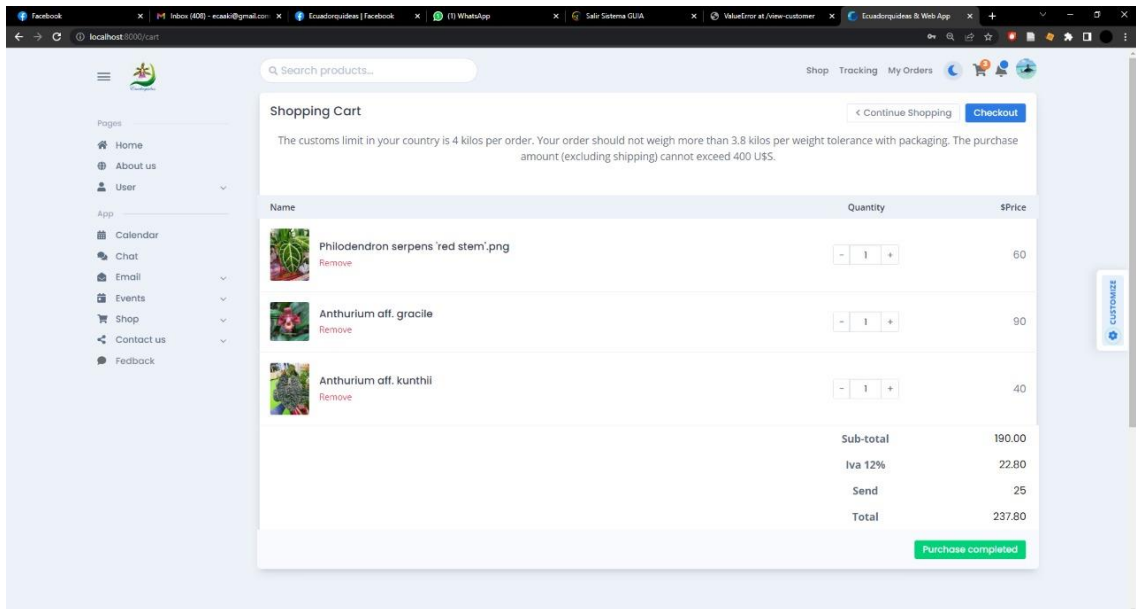 Facebook
Inbox (408) - ecaaki@gmail.com
Ecuadorquideas | Facebook
(1) WhatsApp
Salir Sistema GUIA
ValueError at /view-customer
Ecuadorquideas & Web App
localhost:8000/cart
Search products...
Shop Tracking My Orders
Pages
Home
About us
User
App
Calendar
Chat
Email
Events
Shop
Contact us
Fedback
Shopping Cart
< Continue Shopping
Checkout
The customs limit in your country is 4 kilos per order. Your order should not weigh more than 3.8 kilos per weight tolerance with packaging. The purchase
amount (excluding shipping) cannot exceed 400 U$S.
Name Quantity $Price
Philodendron serpens 'red stem'.png
Remove
- 1 + 60
Anthurium aff. gracile
Remove
- 1 + 90
Anthurium aff. kunthii
Remove
- 1 + 40
Sub-total 190.00
Iva 12% 22.80
Send 25
Total 237.80
Purchase completed
CUSTOMIZE